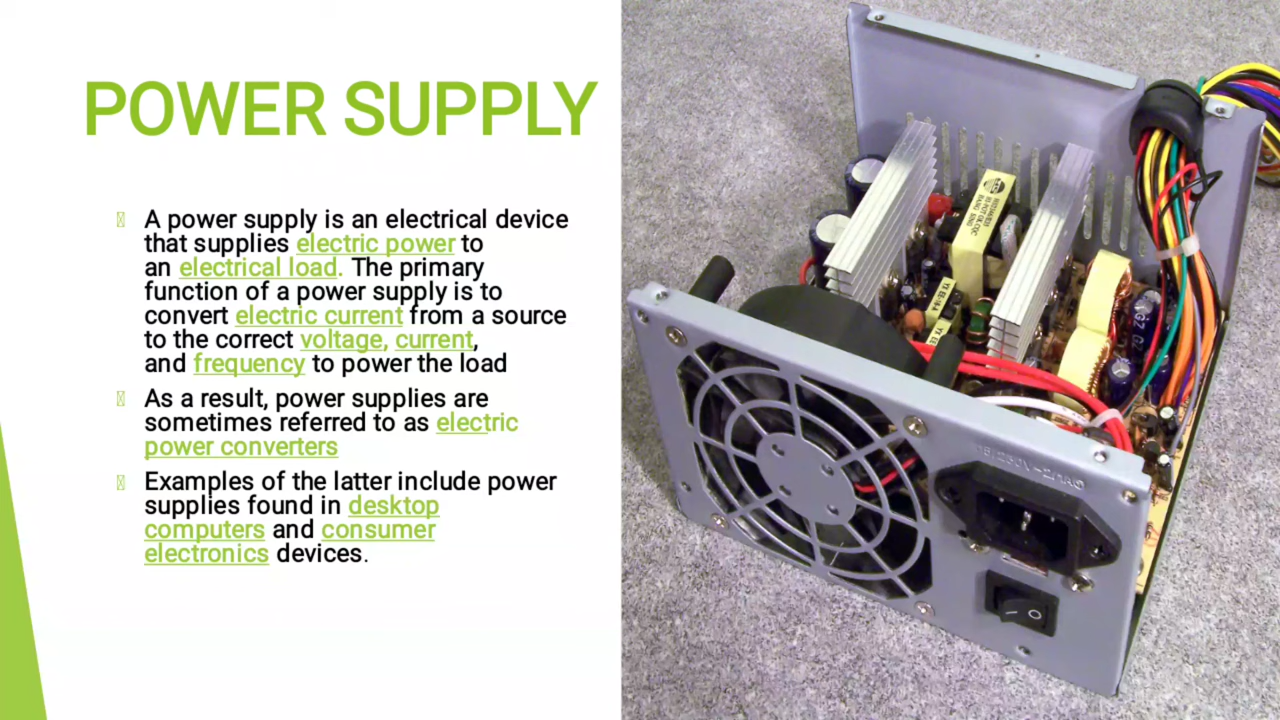 POWER SUPPLY
A power supply is an electrical device
that supplies electric power to
an electrical load. The primary
function of a power supply is to
convert electric current from a source
to the correct voltage, current,
and frequency to power the load
As a result, power supplies are
sometimes referred to as electric
power converters
Examples of the latter include power
supplies found in desktop
computers and consumer
electronics devices.